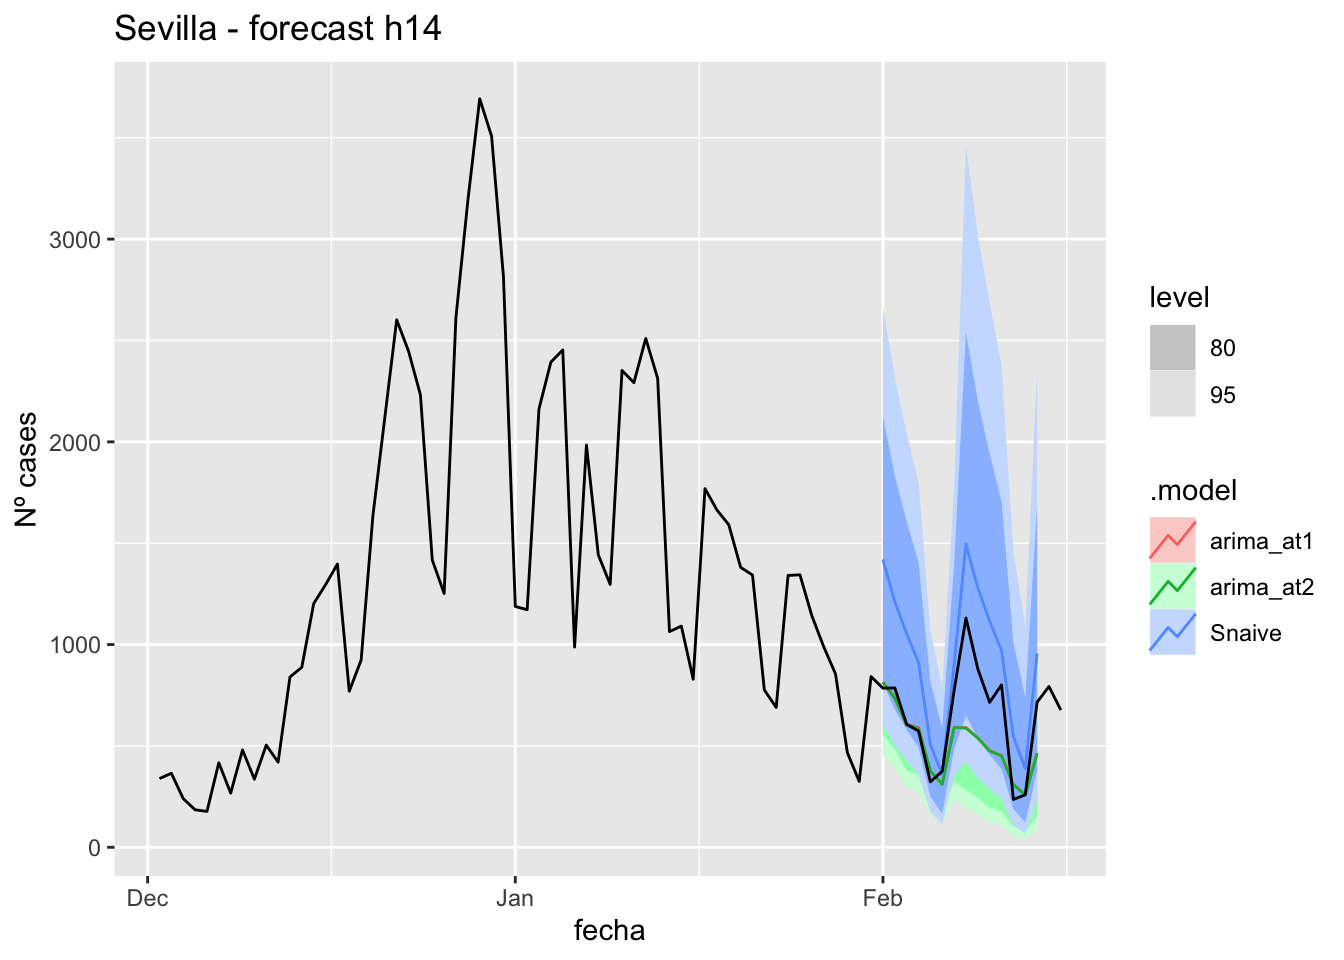 Sevilla - forecast h14
Nº cases
3000
2000
1000
0
Dec
Jan
Feb
fecha
level
80
95
.model
arima_at1
arima_at2
Snaive